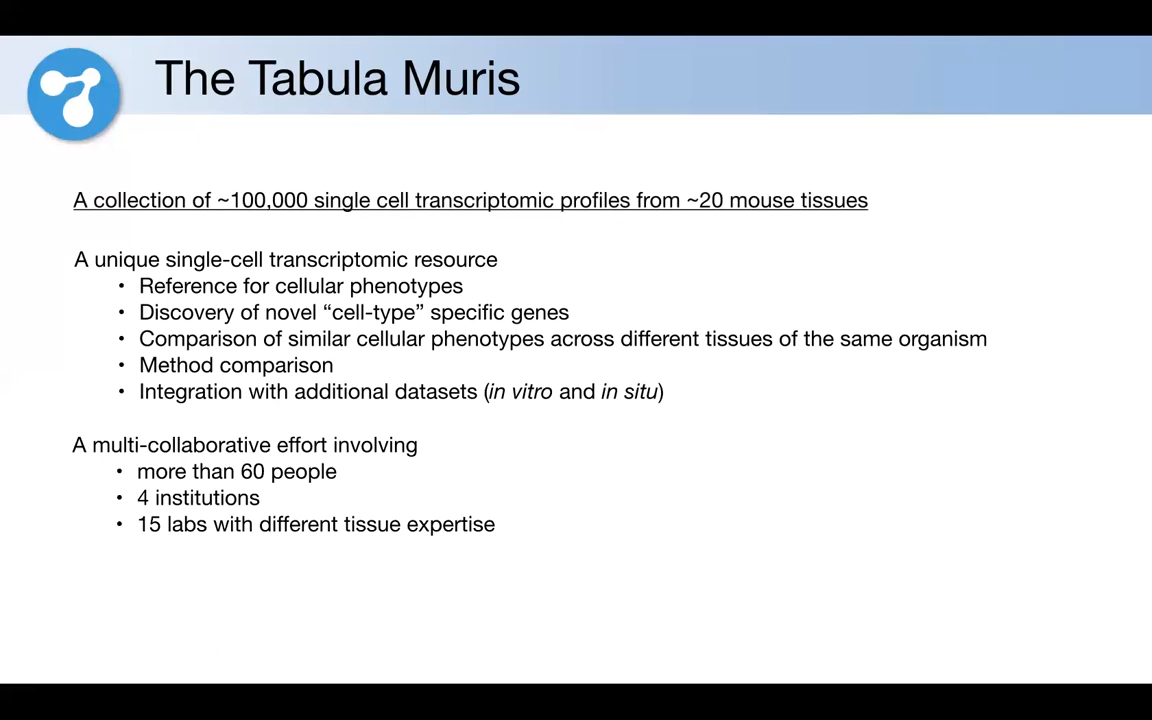 The Tabula Muris
A collection of ~100,000 single cell transcriptomic profiles from ~20 mouse tissues
A unique single-cell transcriptomic resource
• Reference for cellular phenotypes
• Discovery of novel “cell-type” specific genes
• Comparison of similar cellular phenotypes across different tissues of the same organism
• Method comparison
• Integration with additional datasets (in vitro and in situ)
A multi-collaborative effort involving
• more than 60 people
• 4 institutions
• 15 labs with different tissue expertise